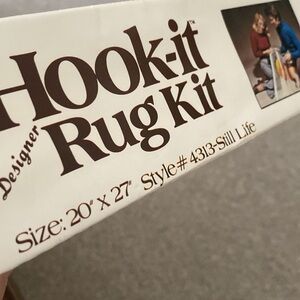 Hook-it™
Designer
Rug Kit
Size: 20" x 27" Style# 4313-Still Life